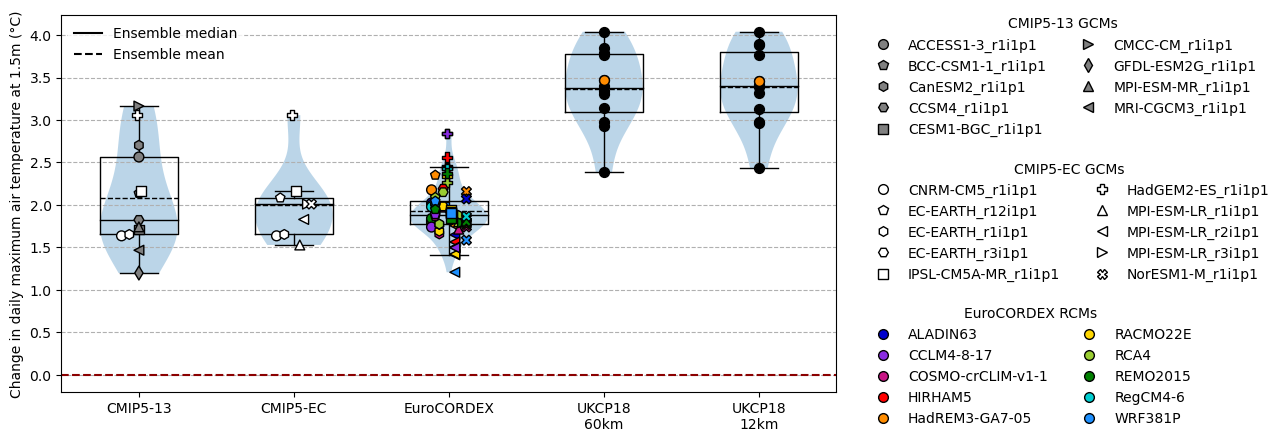 Change in daily maximum air temperature at 1.5m (°C)
4.0
3.5
3.0
2.5
2.0
1.5
1.0
0.5
0.0
Ensemble median
Ensemble mean
CMIP5-13
CMIP5-EC
EuroCORDEX
UKCP18
60km
UKCP18
12km
CMIP5-13 GCMs
ACCESS1-3_r1i1p1
BCC-CSM1-1_r1i1p1
CanESM2_r1i1p1
CCSM4_r1i1p1
CESM1-BGC_r1i1p1
CMCC-CM_r1i1p1
GFDL-ESM2G_r1i1p1
MPI-ESM-MR_r1i1p1
MRI-CGCM3_r1i1p1
CMIP5-EC GCMs
CNRM-CM5_r1i1p1
EC-EARTH_r12i1p1
EC-EARTH_r1i1p1
EC-EARTH_r3i1p1
IPSL-CM5A-MR_r1i1p1
HadGEM2-ES_r1i1p1
MPI-ESM-LR_r1i1p1
MPI-ESM-LR_r2i1p1
MPI-ESM-LR_r3i1p1
NorESM1-M_r1i1p1
EuroCORDEX RCMs
ALADIN63
CCLM4-8-17
COSMO-crCLIM-v1-1
HIRHAM5
HadREM3-GA7-05
RACMO22E
RCA4
REMO2015
RegCM4-6
WRF381P